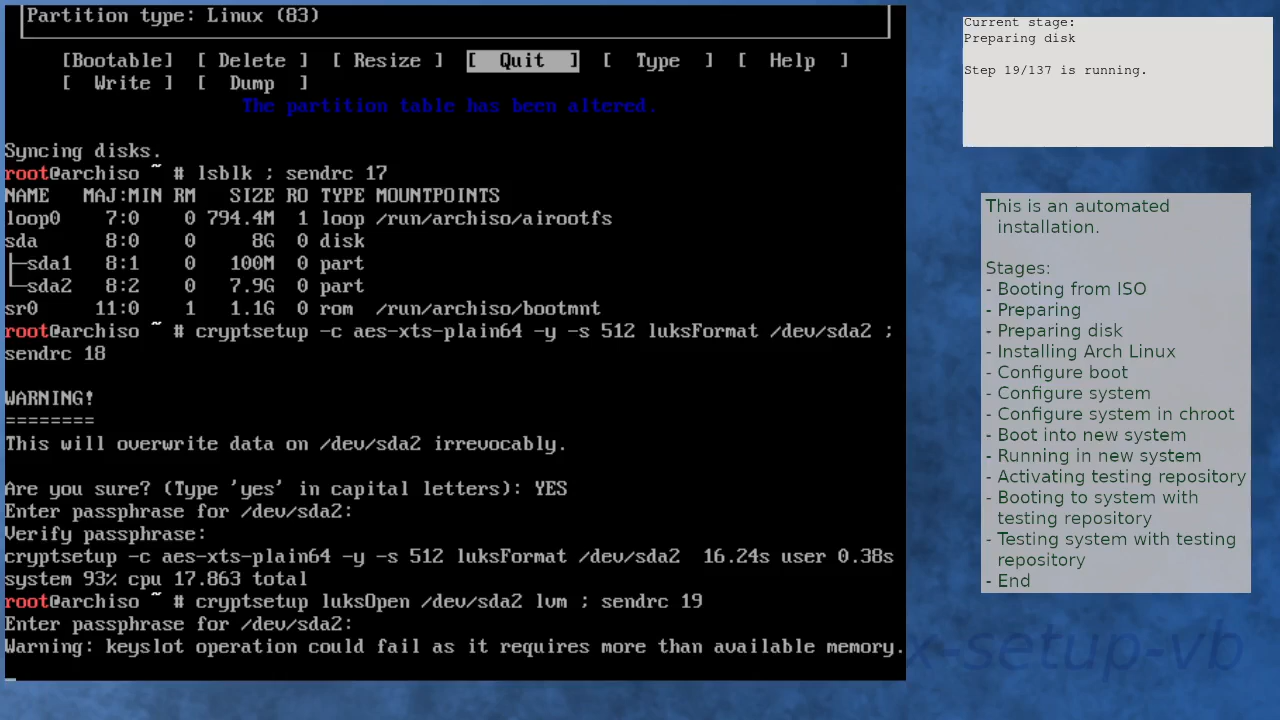 Partition type: Linux (83)
[Bootable] [ Delete ] [ Resize ] [ Quit ] [ Type ] [ Help ]
[ Write ] [ Dump ]
The partition table has been altered.
Syncing disks.
root@archiso ~ # lsblk ; sendrc 17
NAME MAJ:MIN RM SIZE RO TYPE MOUNTPOINTS
loop0 7:0 0 794.4M 1 loop /run/archiso/airootfs
sda 8:0 0 8G 0 disk
├─sda1 8:1 0 100M 0 part
└─sda2 8:2 0 7.9G 0 part
sr0 11:0 1 1.1G 0 rom /run/archiso/bootmnt
root@archiso ~ # cryptsetup -c aes-xts-plain64 -y -s 512 luksFormat /dev/sda2 ;
sendrc 18
WARNING!
========
This will overwrite data on /dev/sda2 irrevocably.
Are you sure? (Type 'yes' in capital letters): YES
Enter passphrase for /dev/sda2:
Verify passphrase:
cryptsetup -c aes-xts-plain64 -y -s 512 luksFormat /dev/sda2 16.24s user 0.38s
system 93% cpu 17.863 total
root@archiso ~ # cryptsetup luksOpen /dev/sda2 lvm ; sendrc 19
Enter passphrase for /dev/sda2:
Warning: keyslot operation could fail as it requires more than available memory.
Current stage:
Preparing disk
Step 19/137 is running.
This is an automated
installation.
Stages:
- Booting from ISO
- Preparing
- Preparing disk
- Installing Arch Linux
- Configure boot
- Configure system
- Configure system in chroot
- Boot into new system
- Running in new system
- Activating testing repository
- Booting to system with
testing repository
- Testing system with testing
repository
- End
x-setup-vb